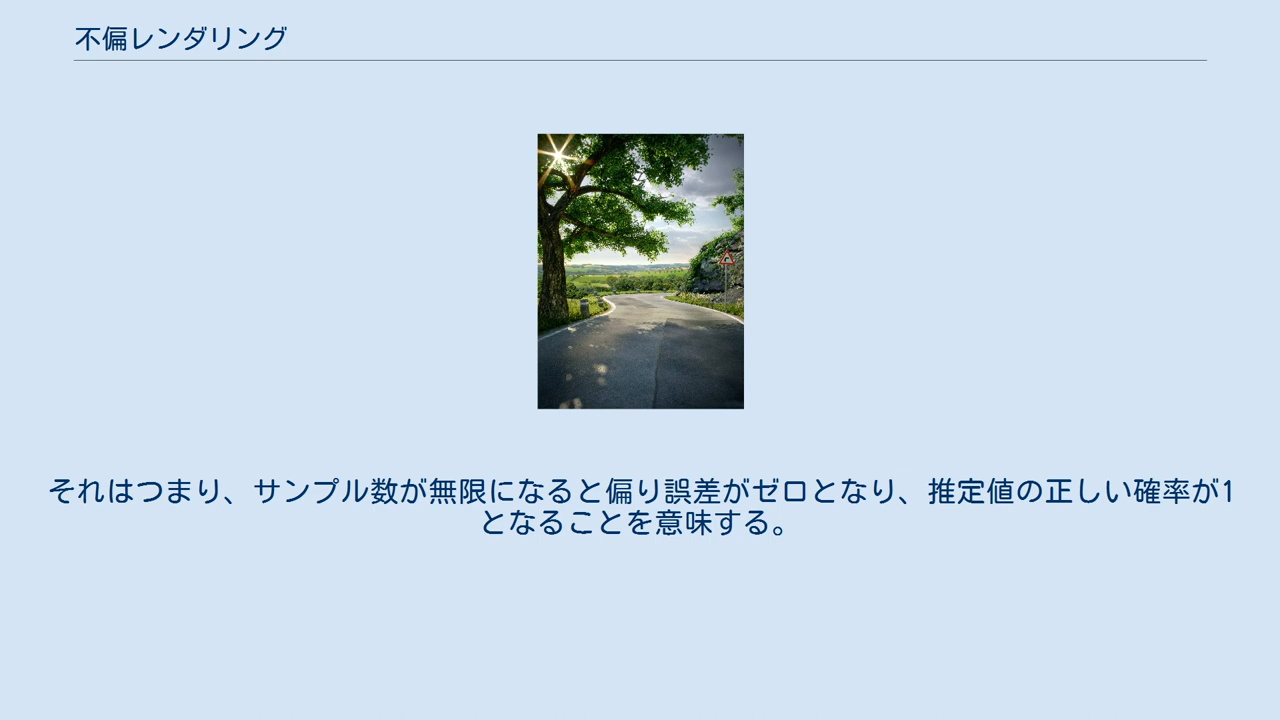 不偏レンダリング
それはつまり、サンプル数が無限になると偏り誤差がゼロとなり、推定値の正しい確率が1
となることを意味する。